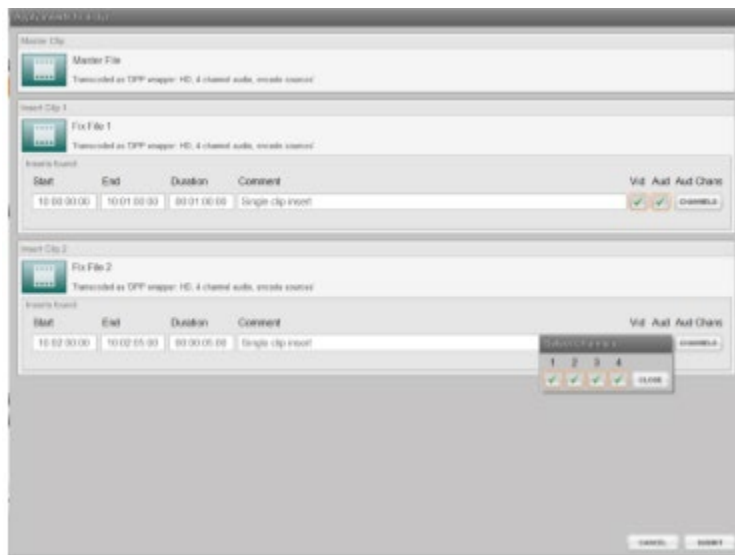 Master Clip
Master File
Transcoded as 'DPP wrapper: HD, 4 channel audio, encode sources'
Insert Clip 1
Fix File 1
Transcoded as 'DPP wrapper: HD, 4 channel audio, encode sources'
Inserts found
Start End Duration Comment Vid Aud Aud Chans
10:00:00:00 10:01:00:00 00:01:00:00 Single clip insert CHANNELS
Insert Clip 2
Fix File 2
Transcoded as 'DPP wrapper: HD, 4 channel audio, encode sources'
Inserts found
Start End Duration Comment Vid Aud Aud Chans
10:02:00:00 10:02:05:00 00:00:05:00 Single clip insert CHANNELS
Select Channels
1 2 3 4
CLOSE
CANCEL SUBMIT